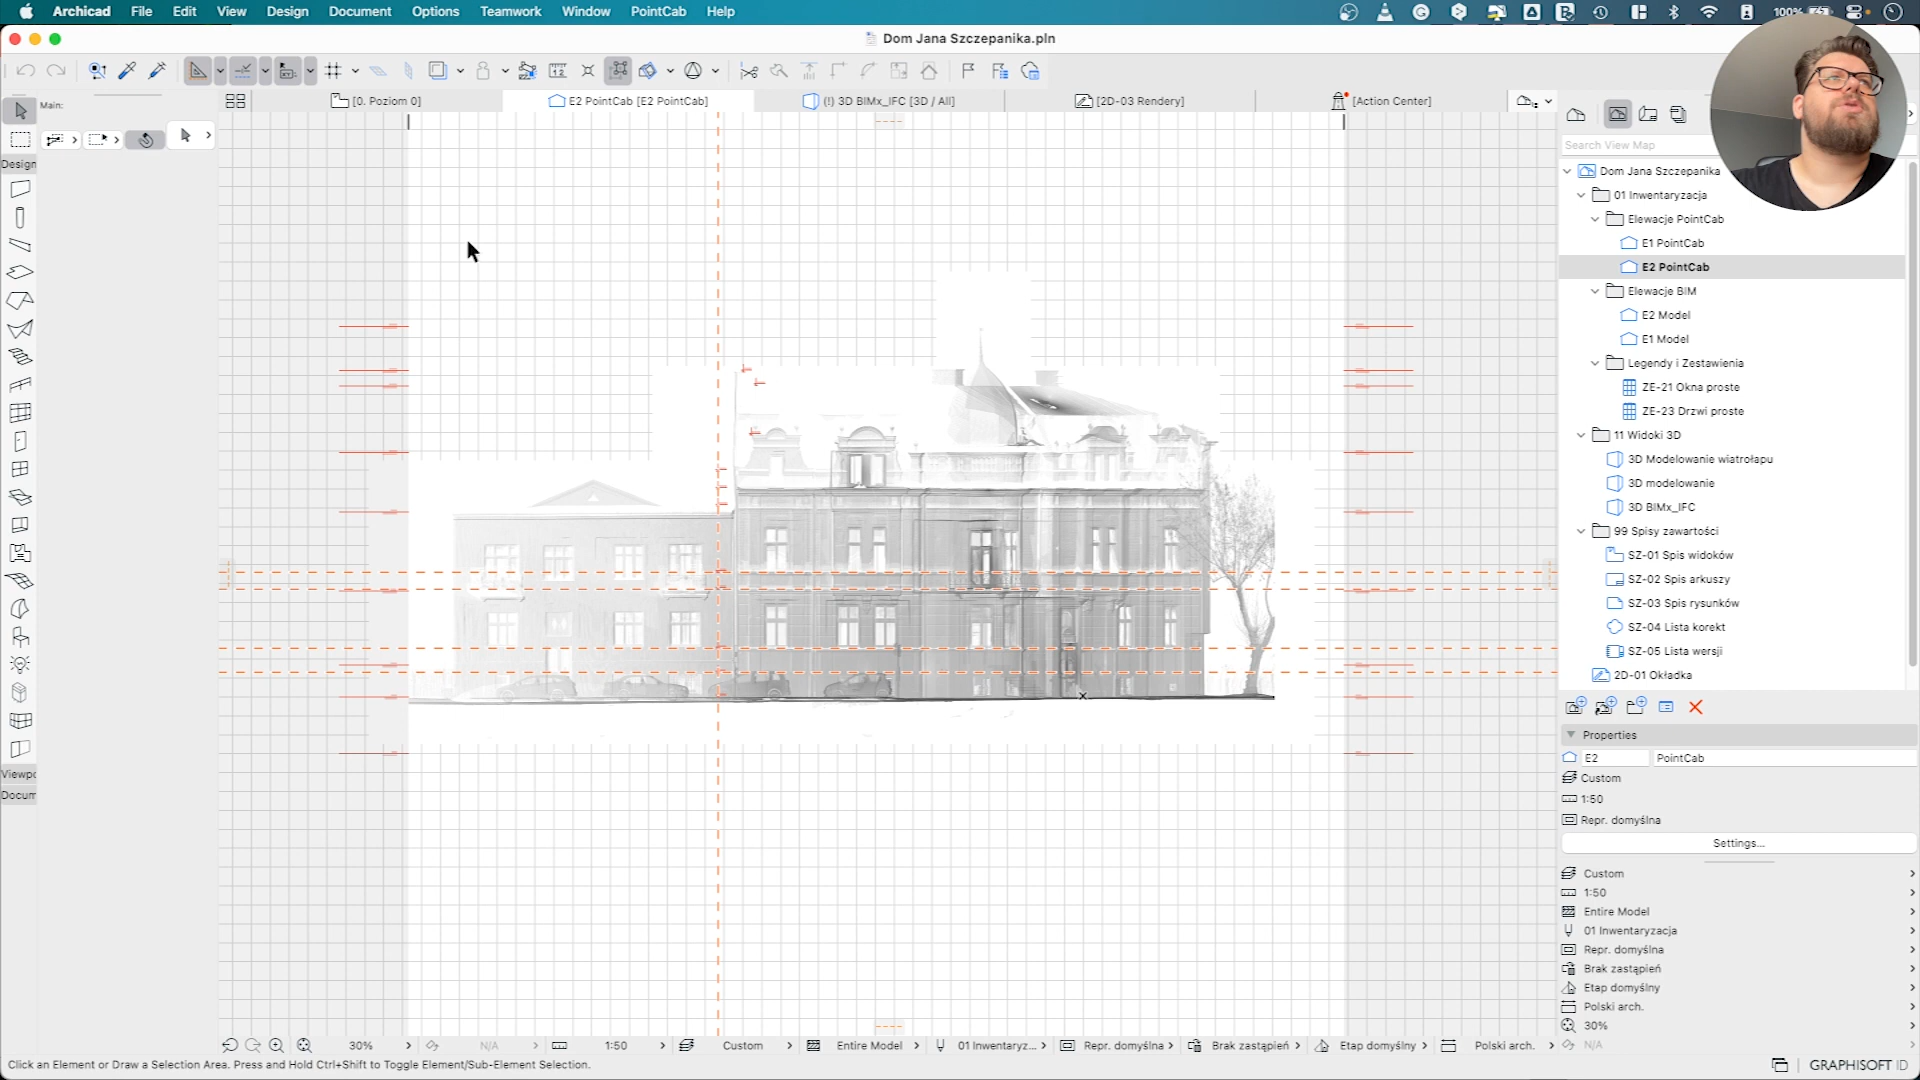 Archicad File Edit View Design Document Options Teamwork Window PointCab Help 100%
Dom Jana Szczepanika.pln
[0. Poziom 0] E2 PointCab [E2 PointCab] (!) 3D BIMx_IFC [3D / All] [2D-03 Rendery] [Action Center]
Main:
Design
Viewpo
Docum
Search View Map
Dom Jana Szczepanika
01 Inwentaryzacja
Elewacje PointCab
E1 PointCab
E2 PointCab
Elewacje BIM
E2 Model
E1 Model
Legendy i Zestawienia
ZE-21 Okna proste
ZE-23 Drzwi proste
11 Widoki 3D
3D Modelowanie wiatrołapu
3D modelowanie
3D BIMx_IFC
99 Spisy zawartości
SZ-01 Spis widoków
SZ-02 Spis arkuszy
SZ-03 Spis rysunków
SZ-04 Lista korekt
SZ-05 Lista wersji
2D-01 Okładka
Properties
E2 PointCab
Custom
1:50
Repr. domyślna
Settings...
Custom
1:50
Entire Model
01 Inwentaryzacja
Repr. domyślna
Brak zastąpień
Etap domyślny
Polski arch.
30%
N/A
30% N/A 1:50 Custom Entire Model 01 Inwentaryz... Repr. domyślna Brak zastąpień Etap domyślny Polski arch.
Click an Element or Draw a Selection Area. Press and Hold Ctrl+Shift to Toggle Element/Sub-Element Selection.
GRAPHISOFT ID